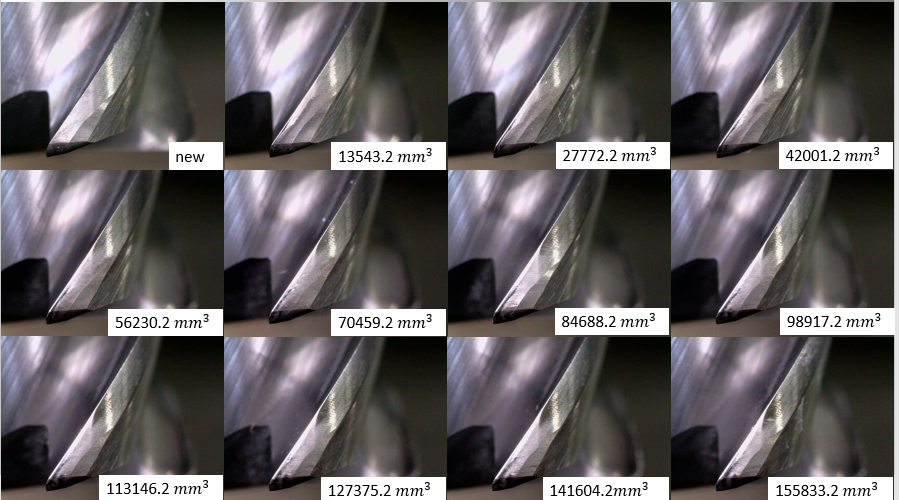 new
13543.2 mm³
27772.2 mm³
42001.2 mm³
56230.2 mm³
70459.2 mm³
84688.2 mm³
98917.2 mm³
113146.2 mm³
127375.2 mm³
141604.2mm³
155833.2 mm³